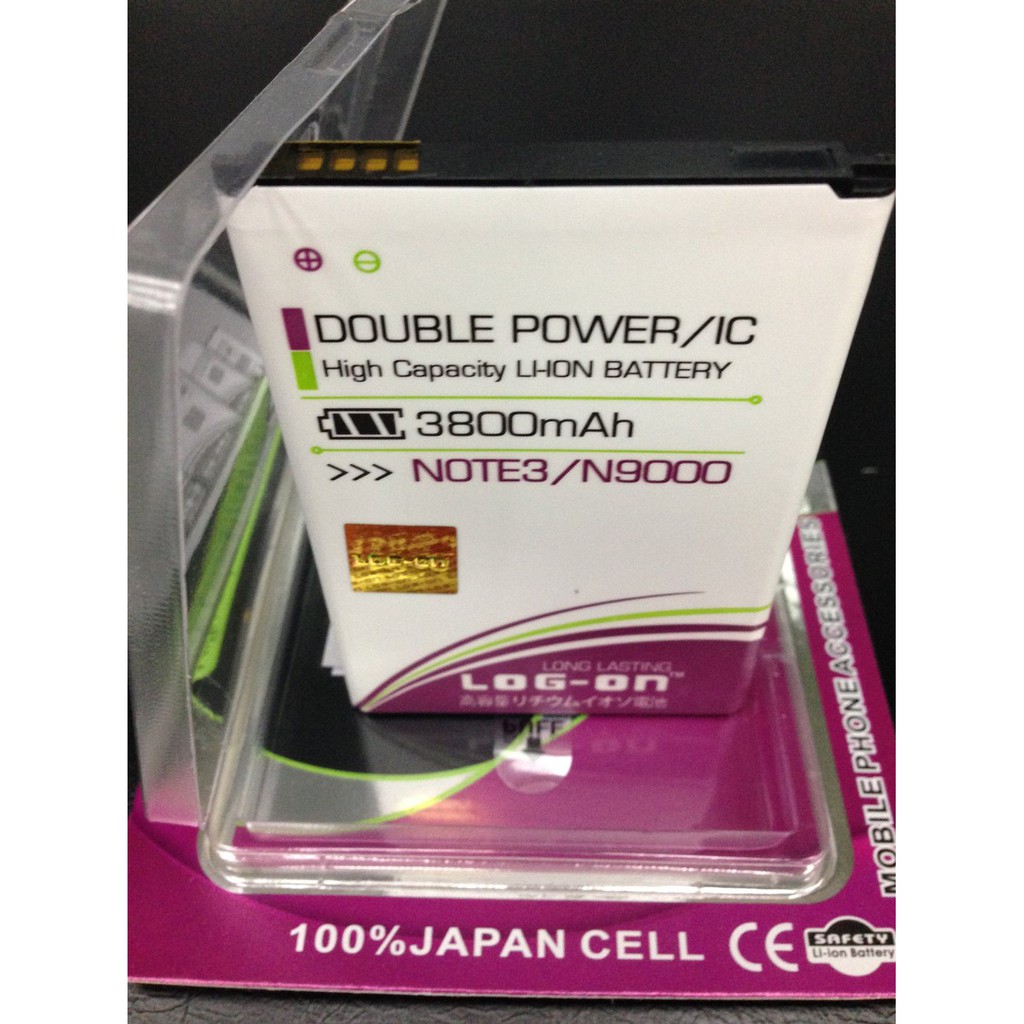 DOUBLE POWER/IC
High Capacity LI-ION BATTERY
3800mAh
>>> NOTE3/N9000
LOG-ON
LONG LASTING
LOG-ON™
高容量リチウムイオン電池
MOBILE PHONE ACCESSORIES
100%JAPAN CELL
CE
SAFETY
Li-ion Battery